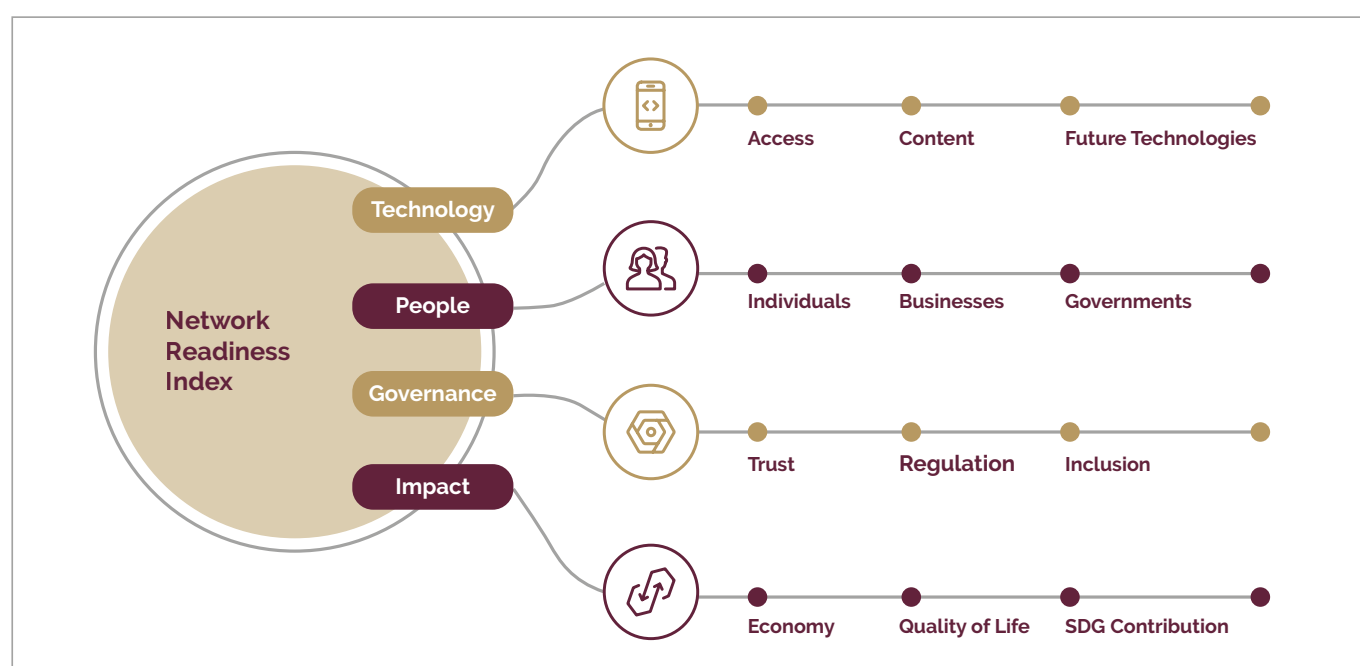 Network
Readiness
Index
Technology
Access
Content
Future Technologies
People
Individuals
Businesses
Governments
Governance
Trust
Regulation
Inclusion
Impact
Economy
Quality of Life
SDG Contribution